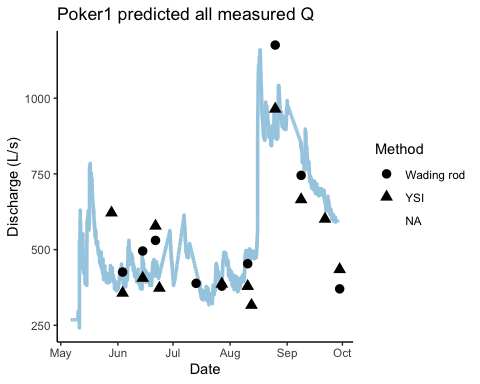 Poker1 predicted all measured Q
Discharge (L/s)
1000
750
500
250
May
Jun
Jul
Aug
Sep
Oct
Date
Method
Wading rod
YSI
NA